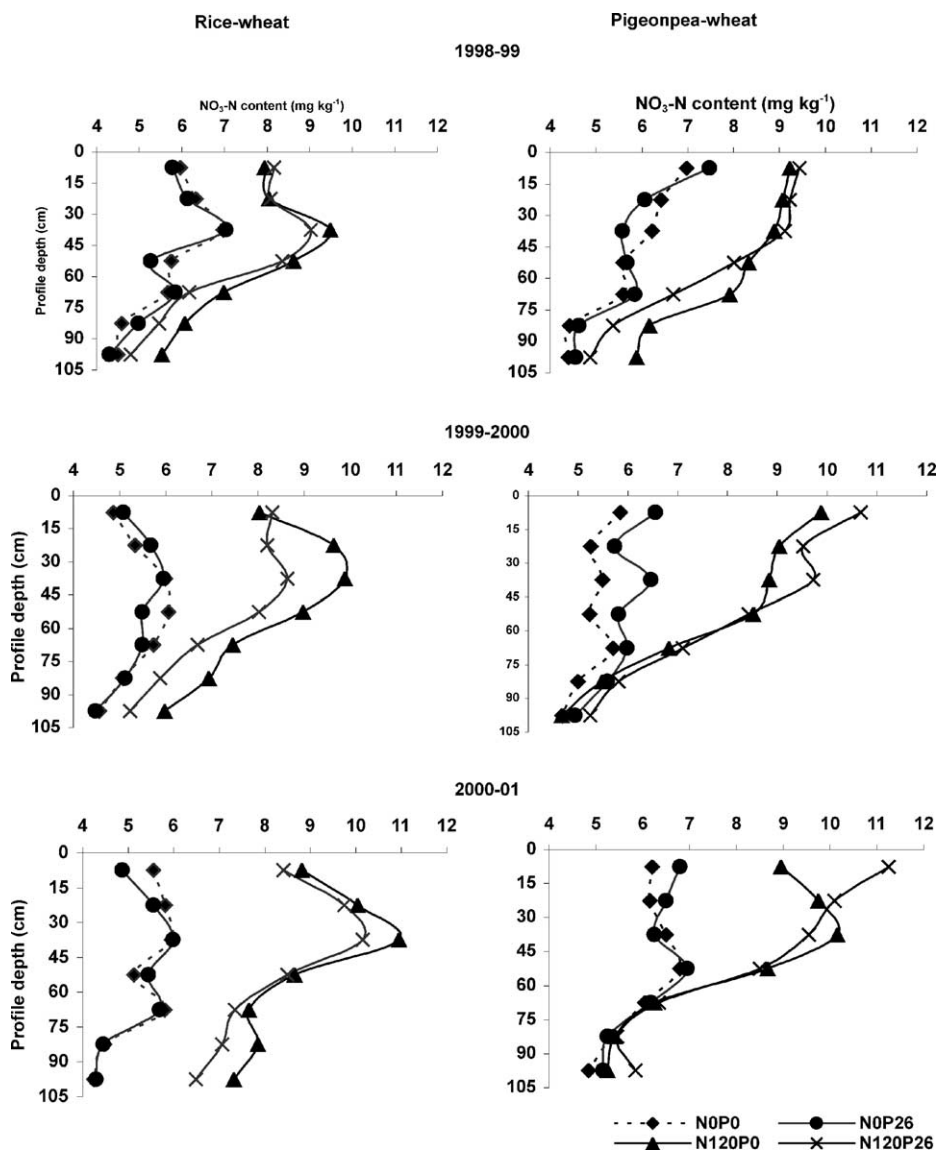 Rice-wheat Pigeonpea-wheat
1998-99
NO₃-N content (mg kg⁻¹) NO₃-N content (mg kg⁻¹)
4 5 6 7 8 9 10 11 12 4 5 6 7 8 9 10 11 12
Profile depth (cm)
0 0
15 15
30 30
45 45
60 60
75 75
90 90
105 105
1999-2000
4 5 6 7 8 9 10 11 12 4 5 6 7 8 9 10 11 12
Profile depth (cm)
0 0
15 15
30 30
45 45
60 60
75 75
90 90
105 105
2000-01
4 5 6 7 8 9 10 11 12 4 5 6 7 8 9 10 11 12
Profile depth (cm)
0 0
15 15
30 30
45 45
60 60
75 75
90 90
105 105
N0P0 N0P26
N120P0 N120P26